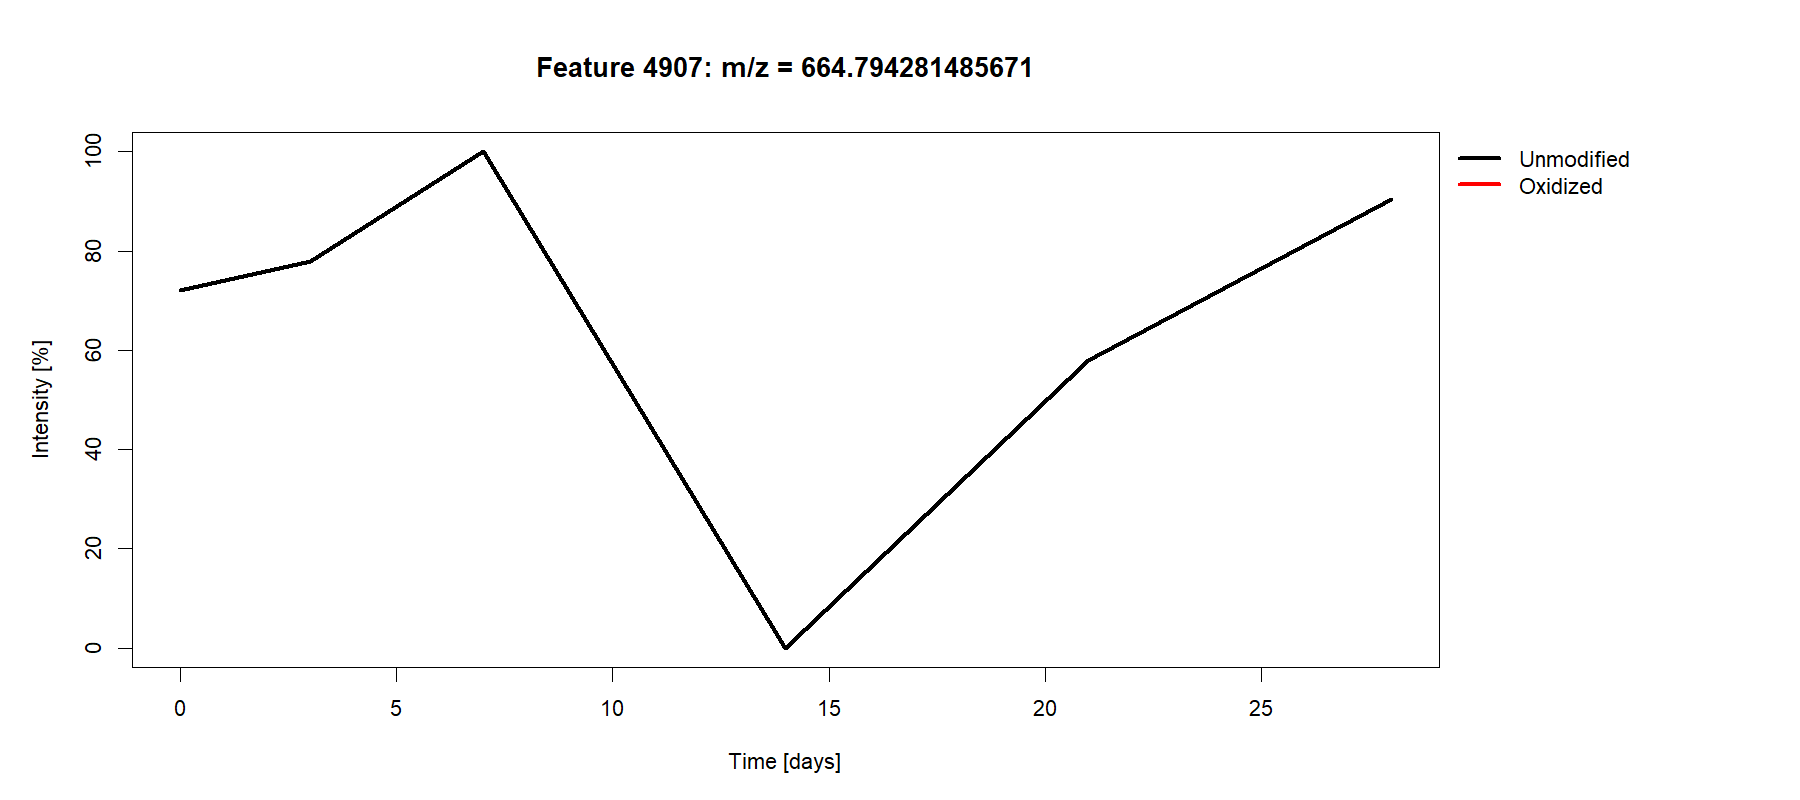 Feature 4907: m/z = 664.794281485671
Unmodified
Oxidized
Intensity [%]
100
80
60
40
20
0
0 5 10 15 20 25
Time [days]